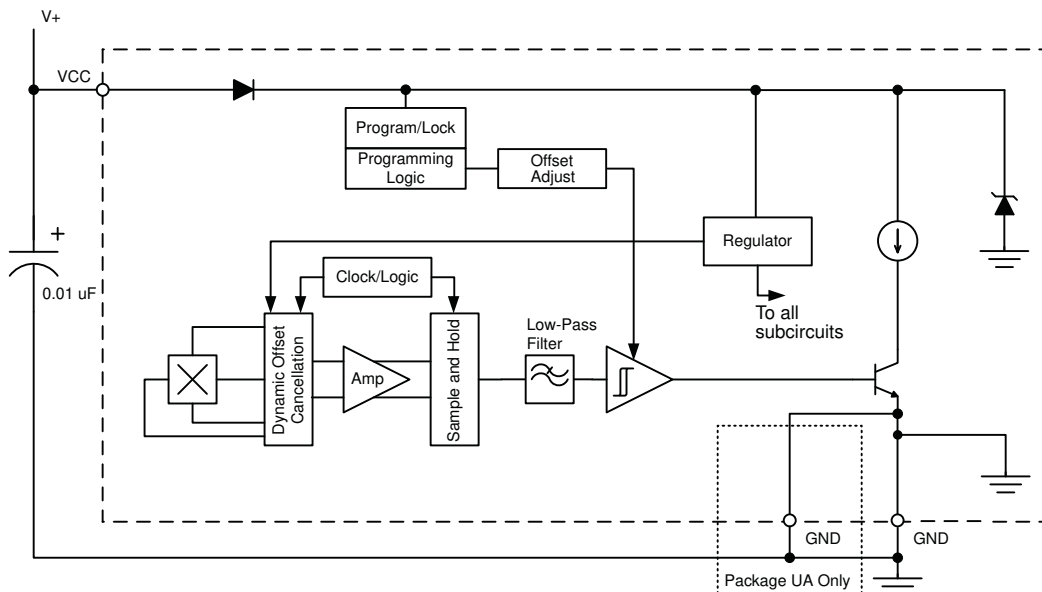 V+
VCC
Program/Lock
Programming
Logic
Offset
Adjust
Regulator
+
Clock/Logic
0.01 uF
To all
subcircuits
Low-Pass
Filter
Dynamic Offset
Cancellation
Amp
Sample and Hold
GND
GND
Package UA Only